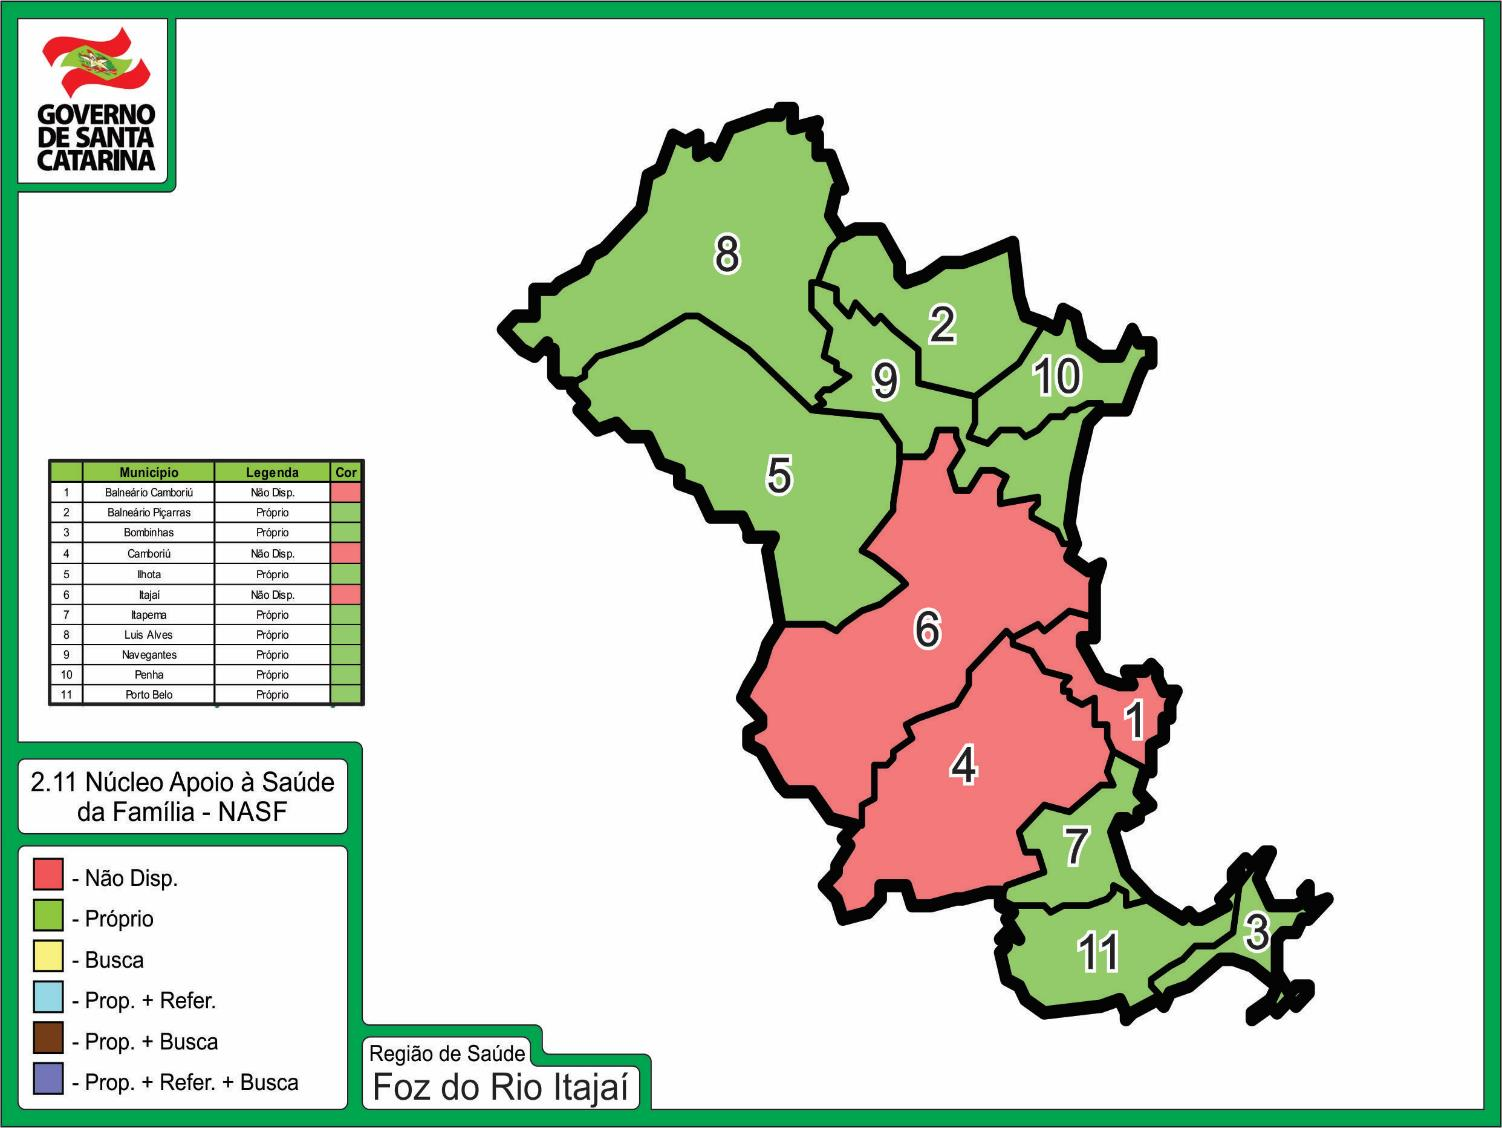 GOVERNO
DE SANTA
CATARINA
8
2
10
9
5
6
1
4
7
3
11
Município Legenda Cor
1 Balneário Camboriú Não Disp.
2 Balneário Piçarras Próprio
3 Bombinhas Próprio
4 Camboriú Não Disp.
5 Ilhota Próprio
6 Itajaí Não Disp.
7 Itapema Próprio
8 Luis Alves Próprio
9 Navegantes Próprio
10 Penha Próprio
11 Porto Belo Próprio
2.11 Núcleo Apoio à Saúde
da Família - NASF
- Não Disp.
- Próprio
- Busca
- Prop. + Refer.
- Prop. + Busca
- Prop. + Refer. + Busca
Região de Saúde
Foz do Rio Itajaí